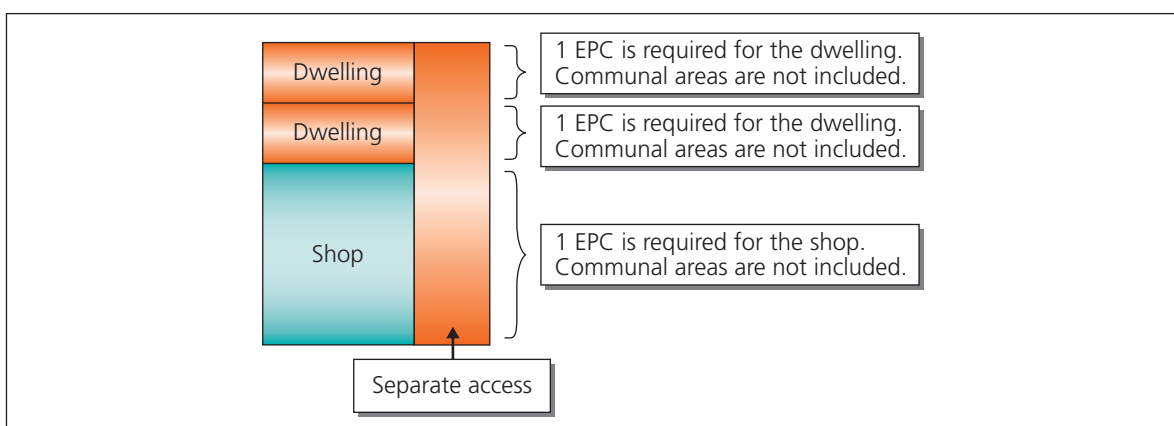 Dwelling
1 EPC is required for the dwelling.
Communal areas are not included.
Dwelling
1 EPC is required for the dwelling.
Communal areas are not included.
Shop
1 EPC is required for the shop.
Communal areas are not included.
Separate access